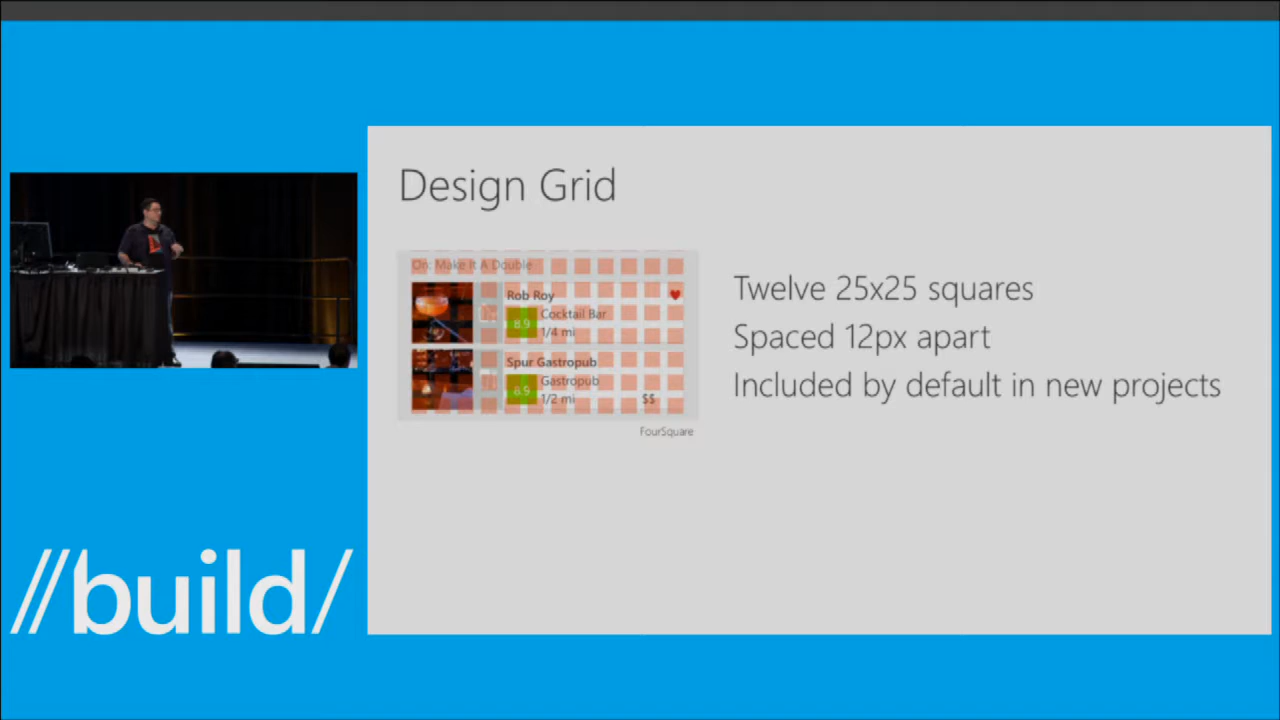 Design Grid
On: Make It A Double
Rob Roy
8.9
Cocktail Bar
1/4 mi
Spur Gastropub
8.9
Gastropub
1/2 mi
$$
FourSquare
Twelve 25x25 squares
Spaced 12px apart
Included by default in new projects
//build/